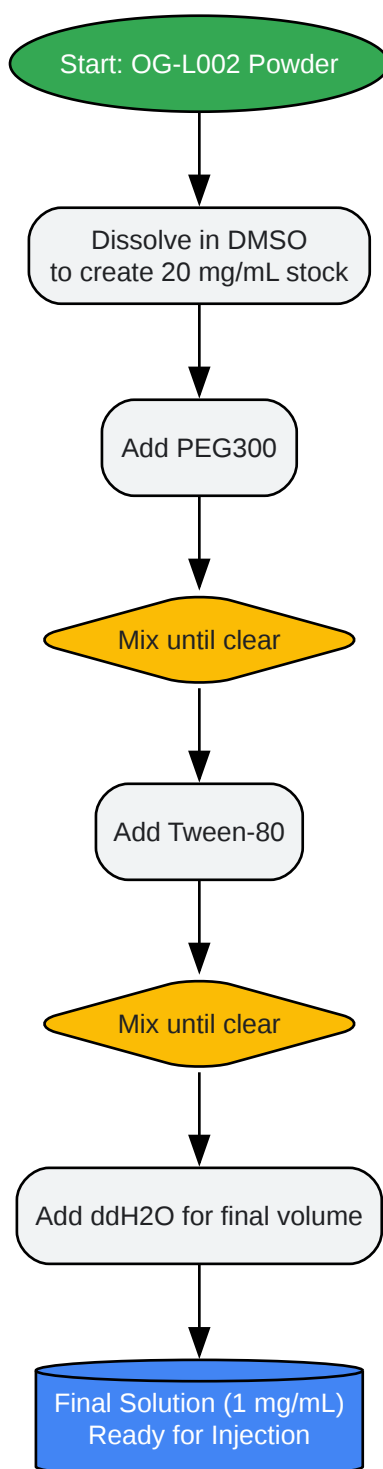 Start: OG-L002 Powder
Dissolve in DMSO
to create 20 mg/mL stock
Add PEG300
Mix until clear
Add Tween-80
Mix until clear
Add ddH2O for final volume
Final Solution (1 mg/mL)
Ready for Injection